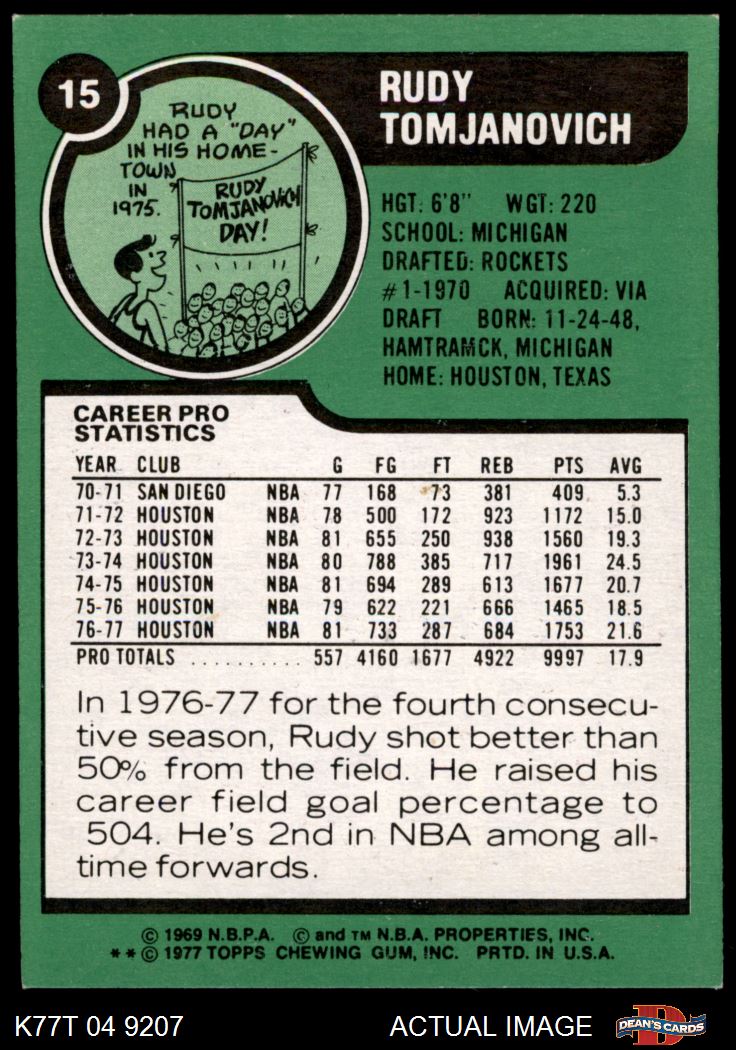 15
RUDY
TOMJANOVICH
RUDY
HAD A "DAY"
IN HIS HOME-
TOWN
IN
1975.
RUDY
TOMJANOVICH
DAY!
HGT: 6'8" WGT: 220
SCHOOL: MICHIGAN
DRAFTED: ROCKETS
#1-1970 ACQUIRED: VIA
DRAFT BORN: 11-24-48,
HAMTRAMCK, MICHIGAN
HOME: HOUSTON, TEXAS
CAREER PRO
STATISTICS
YEAR CLUB G FG FT REB PTS AVG
70-71 SAN DIEGO NBA 77 168 73 381 409 5.3
71-72 HOUSTON NBA 78 500 172 923 1172 15.0
72-73 HOUSTON NBA 81 655 250 938 1560 19.3
73-74 HOUSTON NBA 80 788 385 717 1961 24.5
74-75 HOUSTON NBA 81 694 289 613 1677 20.7
75-76 HOUSTON NBA 79 622 221 666 1465 18.5
76-77 HOUSTON NBA 81 733 287 684 1753 21.6
PRO TOTALS .......... 557 4160 1677 4922 9997 17.9
In 1976-77 for the fourth consecu-
tive season, Rudy shot better than
50% from the field. He raised his
career field goal percentage to
504. He's 2nd in NBA among all-
time forwards.
© 1969 N.B.P.A. © and TM N.B.A. PROPERTIES, INC.
**© 1977 TOPPS CHEWING GUM, INC. PRTD. IN U.S.A.
K77T 04 9207 ACTUAL IMAGE D DEAN'S CARDS